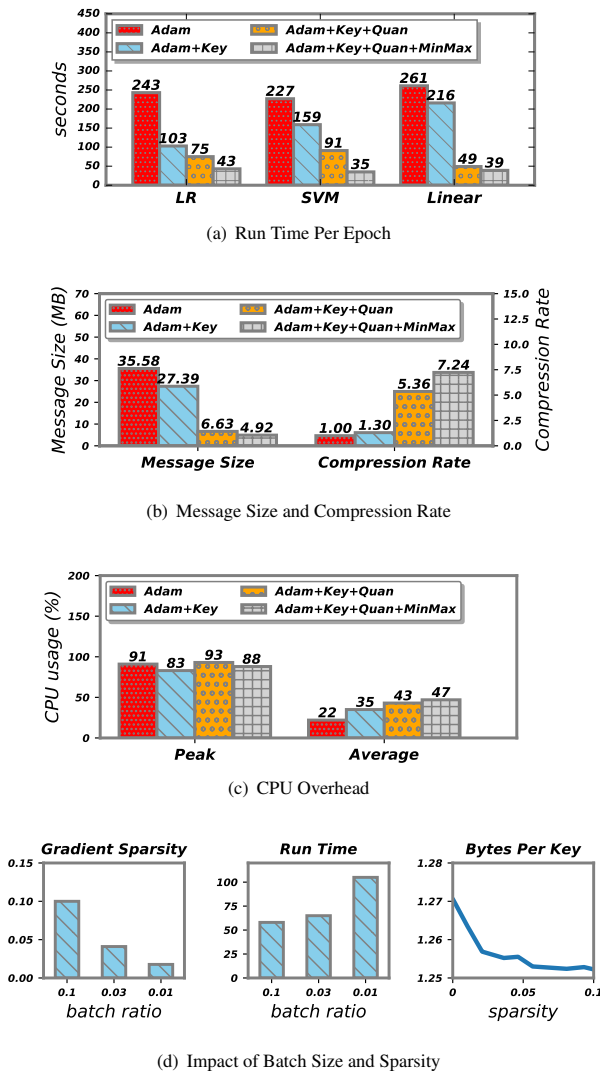 450
400
350
300
250
200
150
100
50
0
seconds
Adam
Adam+Key
Adam+Key+Quan
Adam+Key+Quan+MinMax
243 103 75 43
227 159 91 35
261 216 49 39
LR SVM Linear
(a) Run Time Per Epoch
70
60
50
40
30
20
10
0
Message Size (MB)
Adam
Adam+Key
Adam+Key+Quan
Adam+Key+Quan+MinMax
35.58 27.39 6.63 4.92
1.00 1.30 5.36 7.24
15.0
12.5
10.0
7.5
5.0
2.5
0.0
Compression Rate
Message Size Compression Rate
(b) Message Size and Compression Rate
200
150
100
50
0
CPU usage (%)
Adam
Adam+Key
Adam+Key+Quan
Adam+Key+Quan+MinMax
91 83 93 88
22 35 43 47
Peak Average
(c) CPU Overhead
Gradient Sparsity
0.15
0.10
0.05
0.00
0.1 0.03 0.01
batch ratio
Run Time
100
75
50
25
0
0.1 0.03 0.01
batch ratio
Bytes Per Key
1.28
1.27
1.26
1.25
0 0.05 0.1
sparsity
(d) Impact of Batch Size and Sparsity